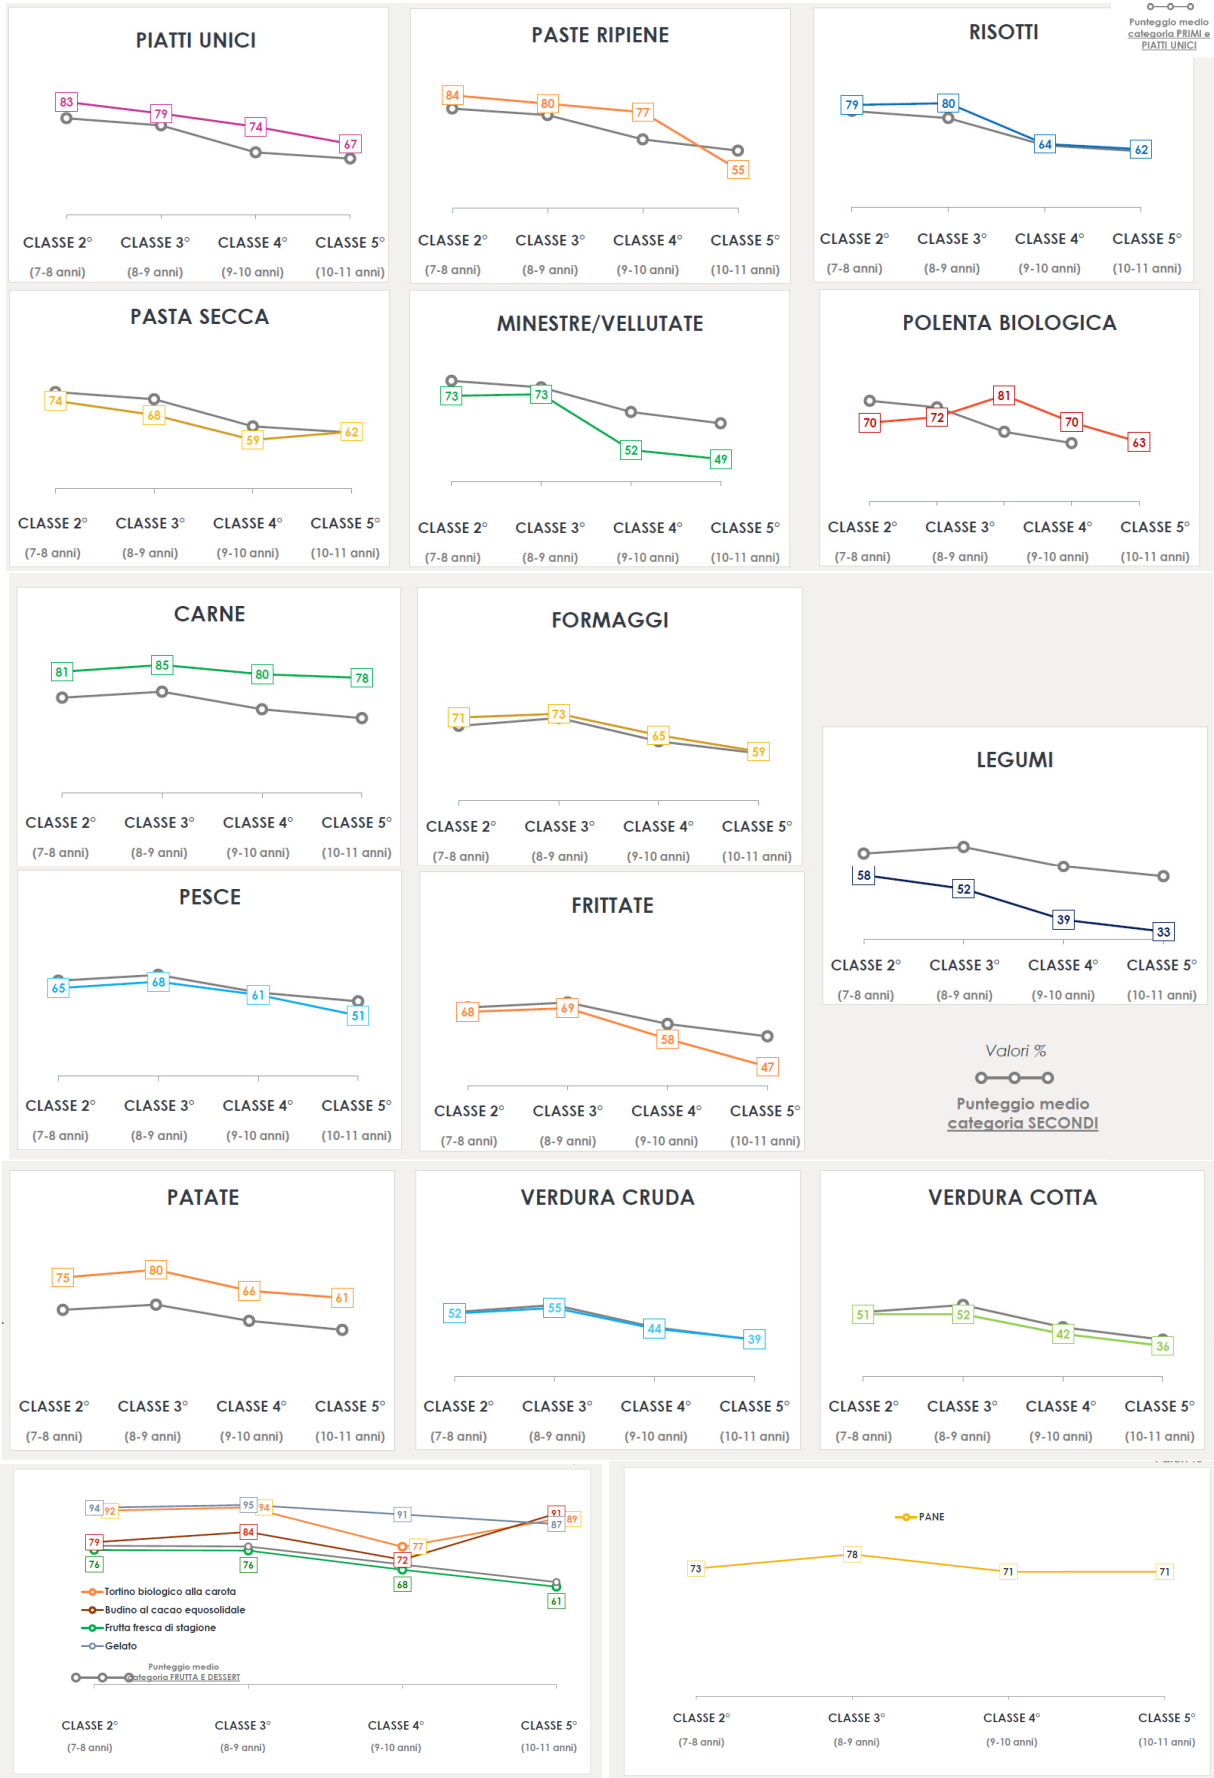 Punteggio medio
categoria PRIMI e
PIATTI UNICI
PIATTI UNICI
83
79
74
67
CLASSE 2° CLASSE 3° CLASSE 4° CLASSE 5°
(7-8 anni) (8-9 anni) (9-10 anni) (10-11 anni)
PASTE RIPIENE
84
80
77
55
CLASSE 2° CLASSE 3° CLASSE 4° CLASSE 5°
(7-8 anni) (8-9 anni) (9-10 anni) (10-11 anni)
RISOTTI
79
80
64
62
CLASSE 2° CLASSE 3° CLASSE 4° CLASSE 5°
(7-8 anni) (8-9 anni) (9-10 anni) (10-11 anni)
PASTA SECCA
74
68
59
62
CLASSE 2° CLASSE 3° CLASSE 4° CLASSE 5°
(7-8 anni) (8-9 anni) (9-10 anni) (10-11 anni)
MINESTRE/VELLUTATE
73
73
52
49
CLASSE 2° CLASSE 3° CLASSE 4° CLASSE 5°
(7-8 anni) (8-9 anni) (9-10 anni) (10-11 anni)
POLENTA BIOLOGICA
70
72
81
70
63
CLASSE 2° CLASSE 3° CLASSE 4° CLASSE 5°
(7-8 anni) (8-9 anni) (9-10 anni) (10-11 anni)
CARNE
81
85
80
78
CLASSE 2° CLASSE 3° CLASSE 4° CLASSE 5°
(7-8 anni) (8-9 anni) (9-10 anni) (10-11 anni)
FORMAGGI
71
73
65
59
CLASSE 2° CLASSE 3° CLASSE 4° CLASSE 5°
(7-8 anni) (8-9 anni) (9-10 anni) (10-11 anni)
LEGUMI
58
52
39
33
CLASSE 2° CLASSE 3° CLASSE 4° CLASSE 5°
(7-8 anni) (8-9 anni) (9-10 anni) (10-11 anni)
PESCE
65
68
61
51
CLASSE 2° CLASSE 3° CLASSE 4° CLASSE 5°
(7-8 anni) (8-9 anni) (9-10 anni) (10-11 anni)
FRITTATE
68
69
58
47
CLASSE 2° CLASSE 3° CLASSE 4° CLASSE 5°
(7-8 anni) (8-9 anni) (9-10 anni) (10-11 anni)
Valori %
Punteggio medio
categoria SECONDI
PATATE
75
80
66
61
CLASSE 2° CLASSE 3° CLASSE 4° CLASSE 5°
(7-8 anni) (8-9 anni) (9-10 anni) (10-11 anni)
VERDURA CRUDA
52
55
44
39
CLASSE 2° CLASSE 3° CLASSE 4° CLASSE 5°
(7-8 anni) (8-9 anni) (9-10 anni) (10-11 anni)
VERDURA COTTA
51
52
42
36
CLASSE 2° CLASSE 3° CLASSE 4° CLASSE 5°
(7-8 anni) (8-9 anni) (9-10 anni) (10-11 anni)
94 92 95 94 91 77 91 87 89
79 84 72
76 76 68 61
Tortino biologico alla carota
Budino al cacao equosolidale
Frutta fresca di stagione
Gelato
Punteggio medio
categoria FRUTTA E DESSERT
CLASSE 2° CLASSE 3° CLASSE 4° CLASSE 5°
(7-8 anni) (8-9 anni) (9-10 anni) (10-11 anni)
PANE
73
78
71
71
CLASSE 2° CLASSE 3° CLASSE 4° CLASSE 5°
(7-8 anni) (8-9 anni) (9-10 anni) (10-11 anni)